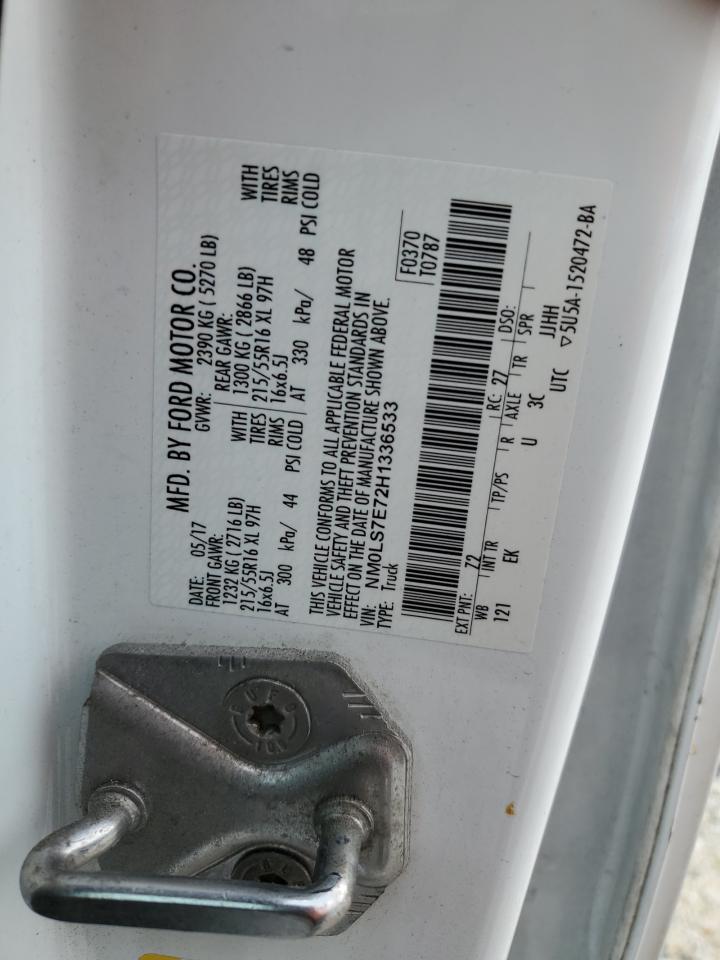 MFD. BY FORD MOTOR CO.
DATE: 05/17 GVWR: 2390 KG ( 5270 LB)
FRONT GAWR: REAR GAWR:
1232 KG ( 2716 LB) WITH 1300 KG ( 2866 LB) WITH
215/55R16 XL 97H TIRES 215/55R16 XL 97H TIRES
16x6.5J RIMS 16x6.5J RIMS
AT 300 kPa/ 44 PSI COLD AT 330 kPa/ 48 PSI COLD
THIS VEHICLE CONFORMS TO ALL APPLICABLE FEDERAL MOTOR
VEHICLE SAFETY AND THEFT PREVENTION STANDARDS IN
EFFECT ON THE DATE OF MANUFACTURE SHOWN ABOVE.
VIN: NM0LS7E72H1336533
TYPE: Truck
F0370
T0787
EXT PNT: Z2 RC: 27 DSO:
WB INT TR TP/PS R AXLE TR SPR
121 EK U 3C JJHH
UTC ▽5U5A-1520472-BA